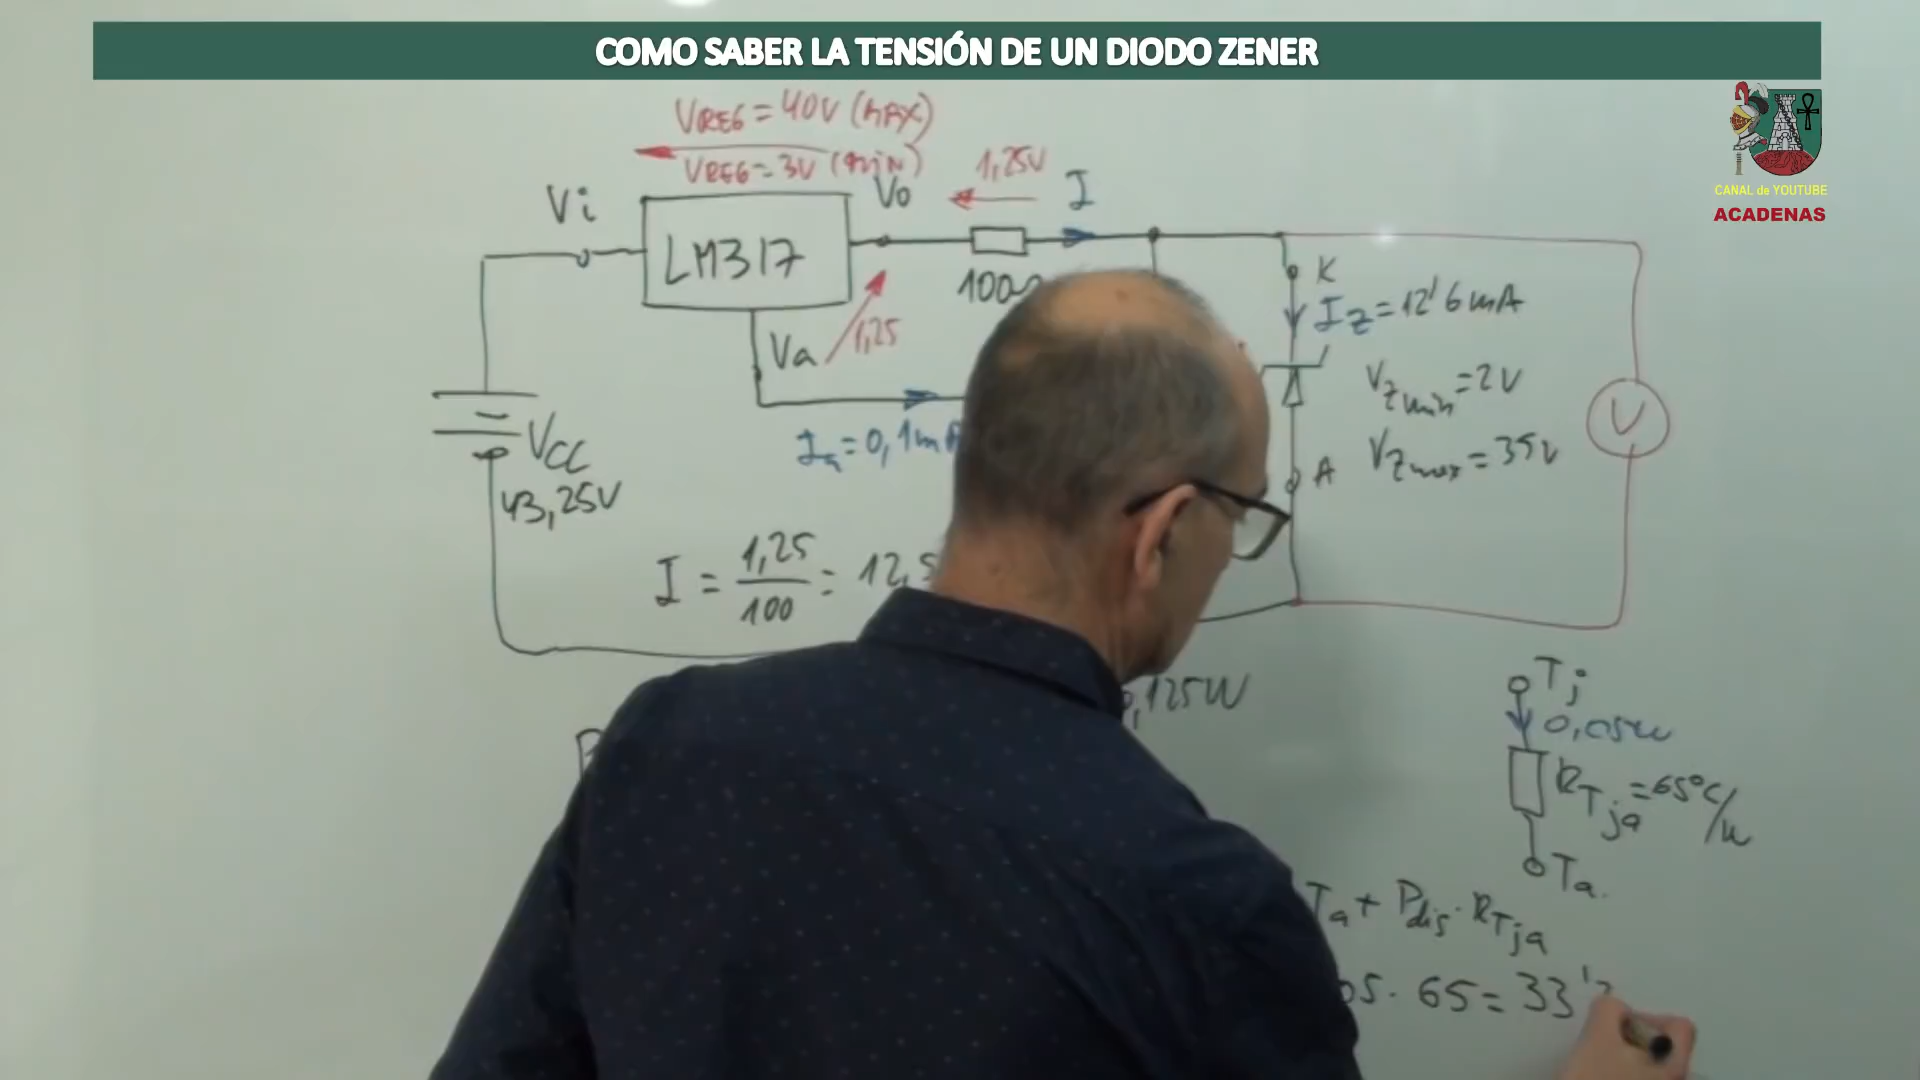 COMO SABER LA TENSIÓN DE UN DIODO ZENER
CANAL de YOUTUBE
ACADENAS
VREG = 40V (MAX)
VREG = 3V (MIN)
1,25V
Vi
Vo
I
LM317
100
K
Iz = 12'6 mA
Va
1,25
Vzmin = 2V
V
Ia = 0,1m
Vzmax = 35V
A
VCC
43,25V
I = 1,25 / 100 = 12,5
,125W
Tj
0,05W
RTja = 65°C/W
Ta
Ta + Pdis · RTja
05 · 65 = 33'